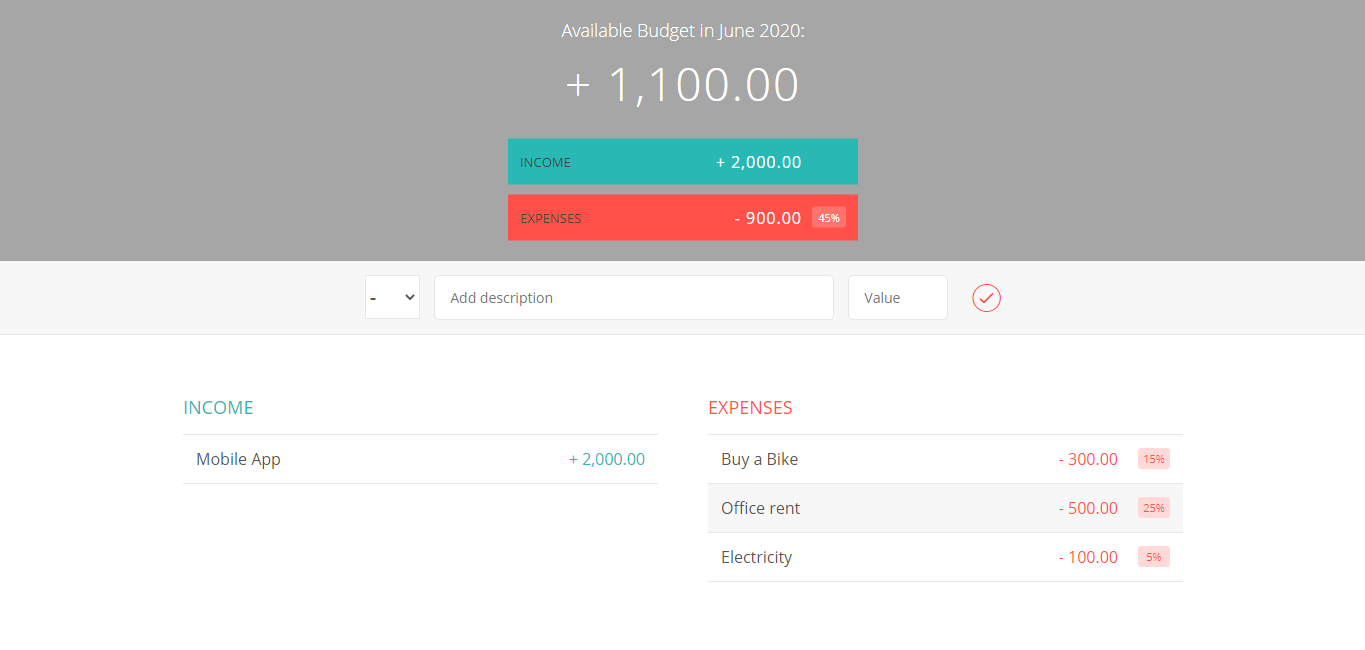 Available Budget in June 2020:
+ 1,100.00
INCOME + 2,000.00
EXPENSES - 900.00 45%
- Add description Value
INCOME
Mobile App + 2,000.00
EXPENSES
Buy a Bike - 300.00 15%
Office rent - 500.00 25%
Electricity - 100.00 5%